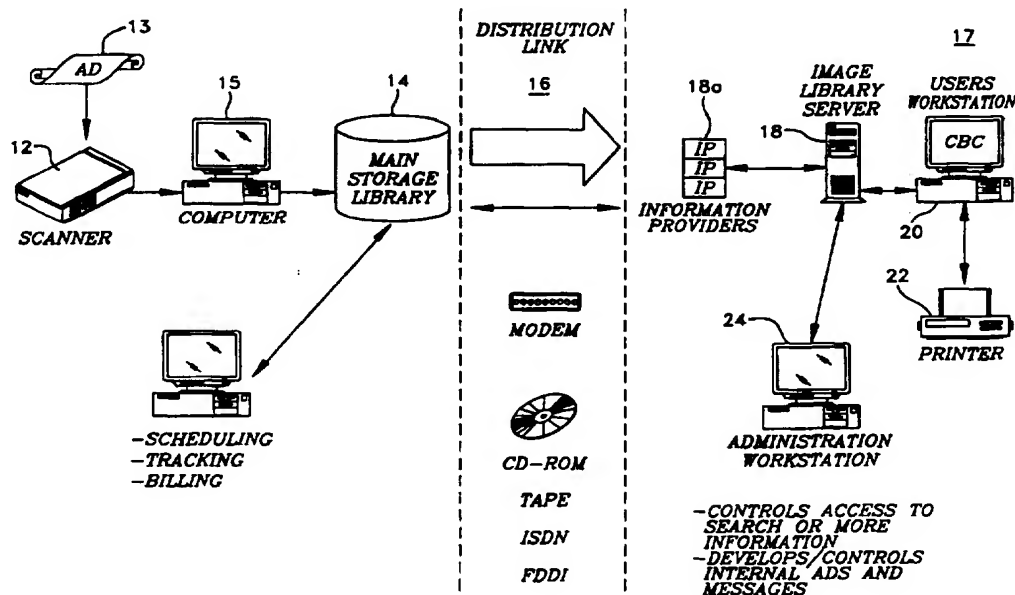 13
AD
12
SCANNER
15
COMPUTER
14
MAIN
STORAGE
LIBRARY
-SCHEDULING
-TRACKING
-BILLING
DISTRIBUTION
LINK
16
MODEM
CD-ROM
TAPE
ISDN
FDDI
17
18a
IP
IP
IP
INFORMATION
PROVIDERS
IMAGE
LIBRARY
SERVER
18
USERS
WORKSTATION
CBC
20
22
PRINTER
24
ADMINISTRATION
WORKSTATION
-CONTROLS ACCESS TO
SEARCH OR MORE
INFORMATION
-DEVELOPS/CONTROLS
INTERNAL ADS AND
MESSAGES